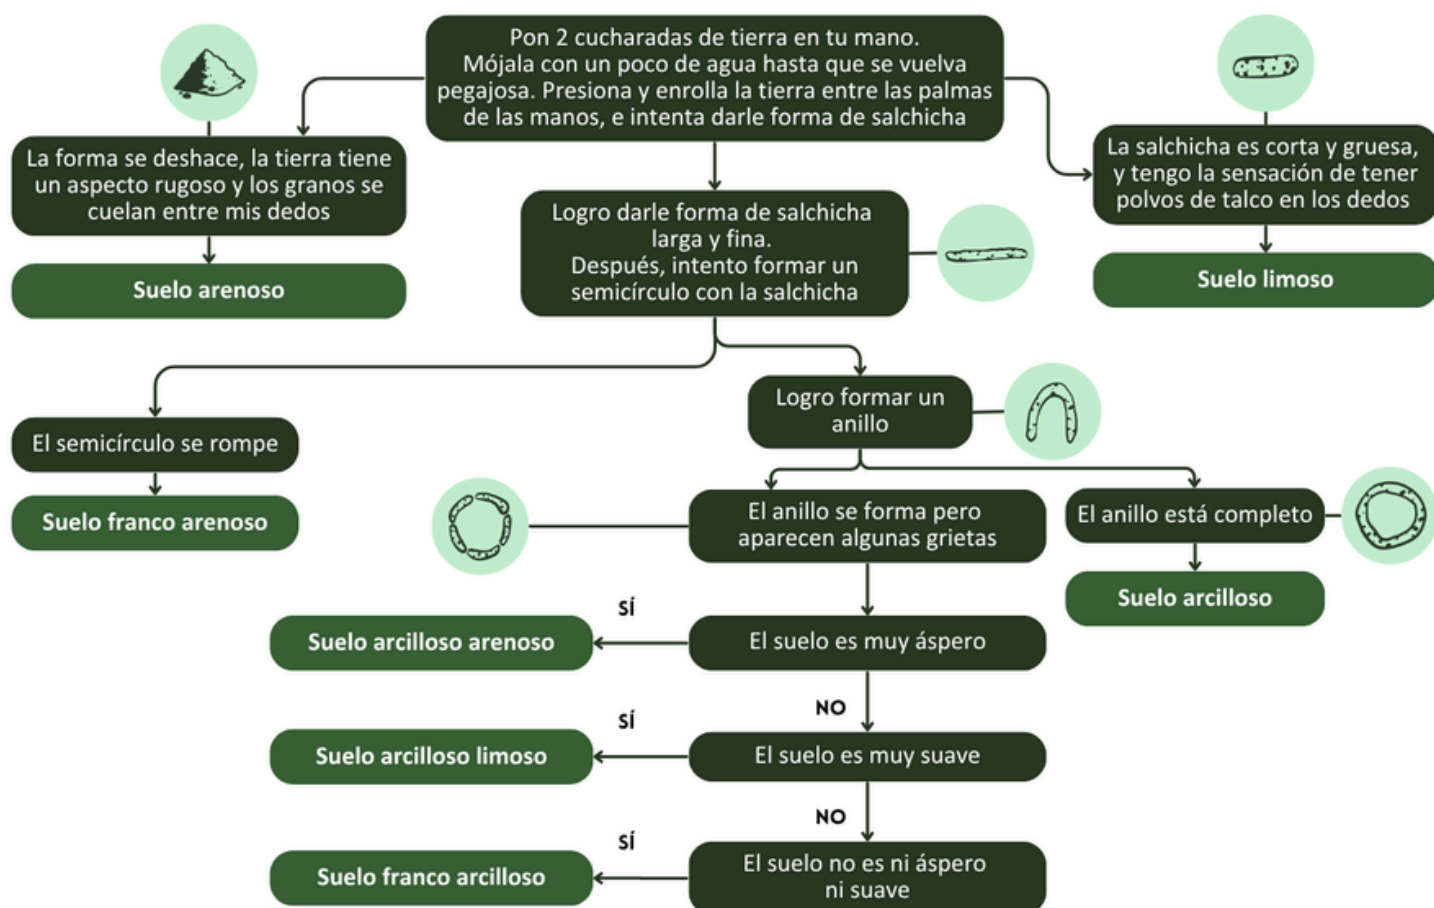 Pon 2 cucharadas de tierra en tu mano.
Mójala con un poco de agua hasta que se vuelva
pegajosa. Presiona y enrolla la tierra entre las palmas
de las manos, e intenta darle forma de salchicha
La forma se deshace, la tierra tiene
un aspecto rugoso y los granos se
cuelan entre mis dedos
Suelo arenoso
Logro darle forma de salchicha
larga y fina.
Después, intento formar un
semicírculo con la salchicha
La salchicha es corta y gruesa,
y tengo la sensación de tener
polvos de talco en los dedos
Suelo limoso
El semicírculo se rompe
Suelo franco arenoso
Logro formar un
anillo
El anillo se forma pero
aparecen algunas grietas
El anillo está completo
Suelo arcilloso
El suelo es muy áspero
SÍ
Suelo arcilloso arenoso
NO
El suelo es muy suave
SÍ
Suelo arcilloso limoso
NO
El suelo no es ni áspero
ni suave
SÍ
Suelo franco arcilloso